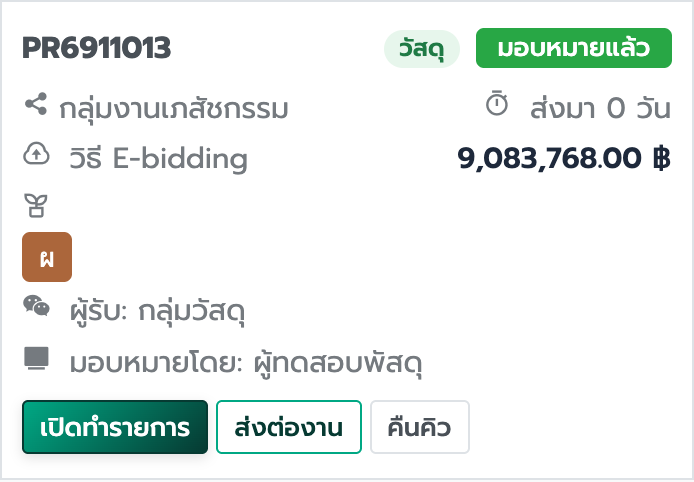 PR6911013 วัสดุ มอบหมายแล้ว
กลุ่มงานเภสัชกรรม ส่งมา 0 วัน
วิธี E-bidding 9,083,768.00 ฿
ผ
ผู้รับ: กลุ่มวัสดุ
มอบหมายโดย: ผู้ทดสอบพัสดุ
เปิดทำรายการ ส่งต่องาน คืนคิว